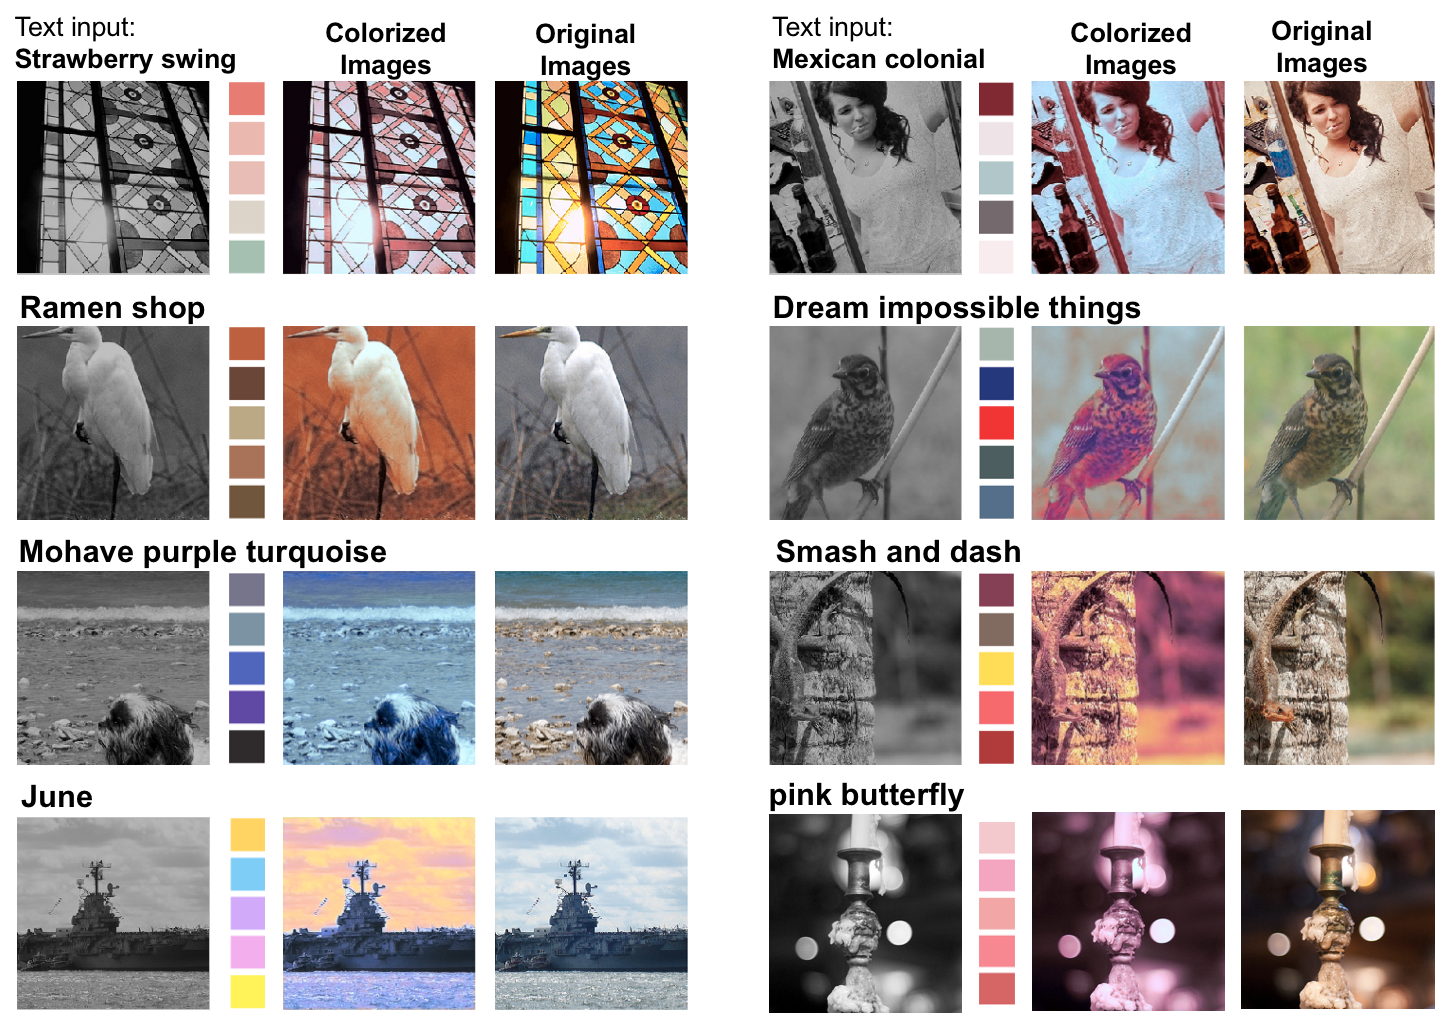 Text input:
Strawberry swing
Colorized
Images
Original
Images
Text input:
Mexican colonial
Colorized
Images
Original
Images
Ramen shop
Dream impossible things
Mohave purple turquoise
Smash and dash
June
pink butterfly